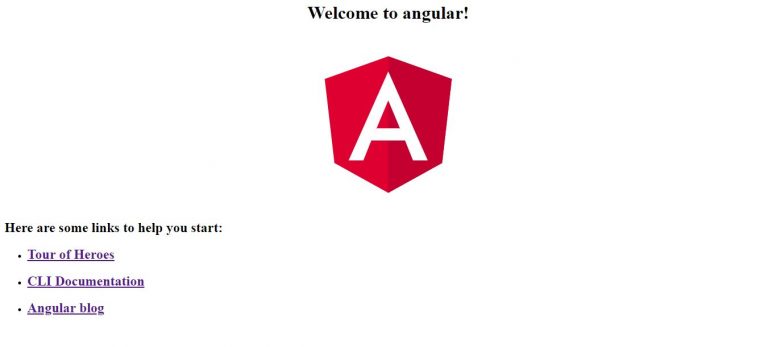 Welcome to angular!
A
Here are some links to help you start:
Tour of Heroes
CLI Documentation
Angular blog